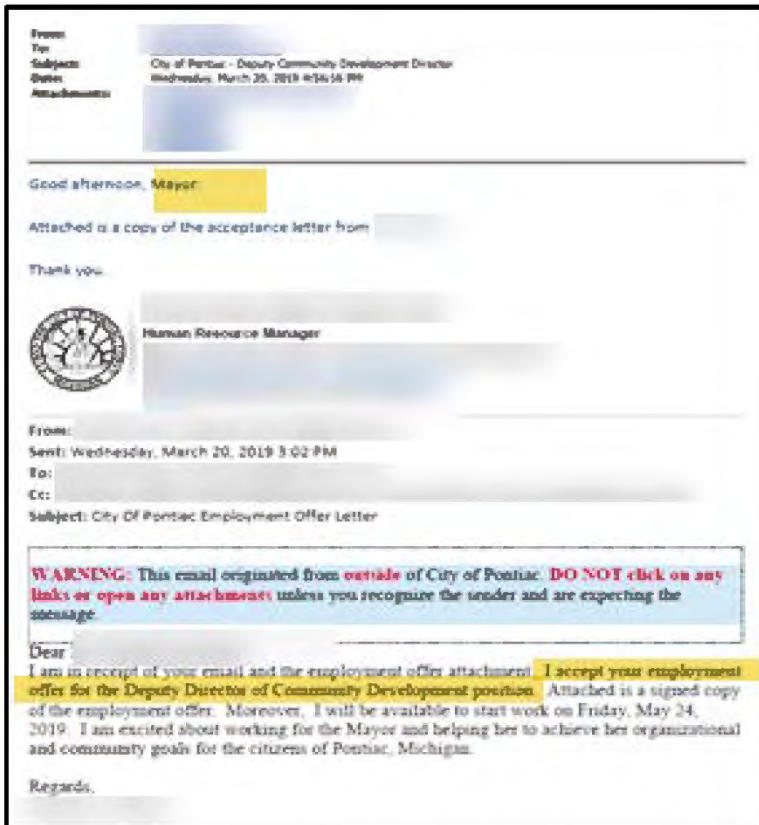 From:
To:
Subject: City of Pontiac - Deputy Community Development Director
Date: Wednesday, March 20, 2019 4:16:56 PM
Attachments:
Good afternoon, Mayor.
Attached is a copy of the acceptance letter from
Thank you.
Human Resource Manager
From:
Sent: Wednesday, March 20, 2019 3:02 PM
To:
Cc:
Subject: City Of Pontiac Employment Offer Letter
WARNING: This email originated from outside of City of Pontiac. DO NOT click on any
links or open any attachments unless you recognize the sender and are expecting the
message.
Dear
I am in receipt of your email and the employment offer attachment. I accept your employment
offer for the Deputy Director of Community Development position. Attached is a signed copy
of the employment offer. Moreover, I will be available to start work on Friday, May 24,
2019. I am excited about working for the Mayor and helping her to achieve her organizational
and community goals for the citizens of Pontiac, Michigan.
Regards,